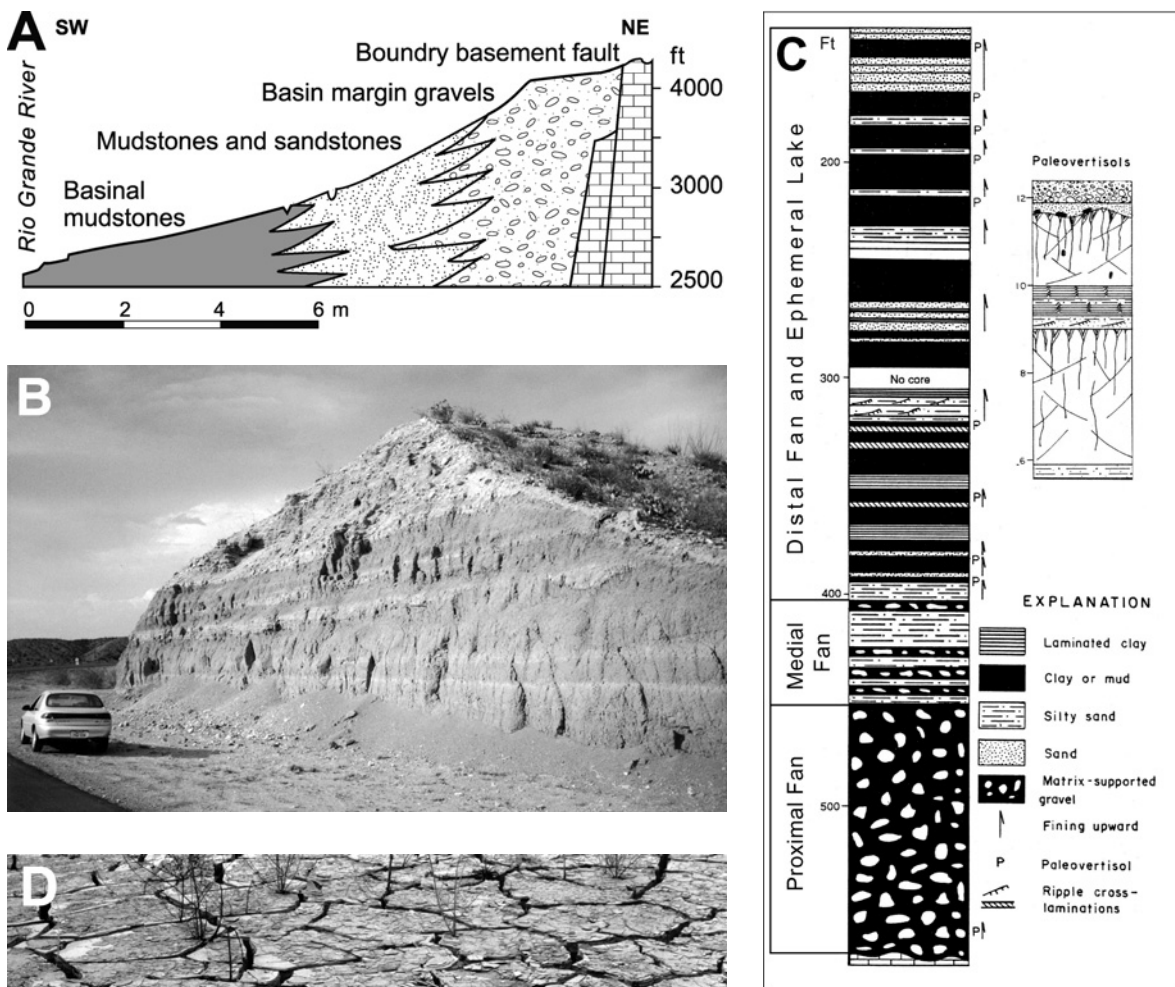 A
SW
NE
Boundry basement fault
ft
4000
Basin margin gravels
Mudstones and sandstones
3000
Basinal
mudstones
Rio Grande River
2500
0 2 4 6 m
B
D
C
Ft
200
No core
300
400
500
Distal Fan and Ephemeral Lake
Medial
Fan
Proximal Fan
P
P
P
P
P
P
P
P
P
P
Paleovertisols
12
10
8
.6
EXPLANATION
Laminated clay
Clay or mud
Silty sand
Sand
Matrix-supported
gravel
Fining upward
P Paleovertisol
Ripple cross-
laminations